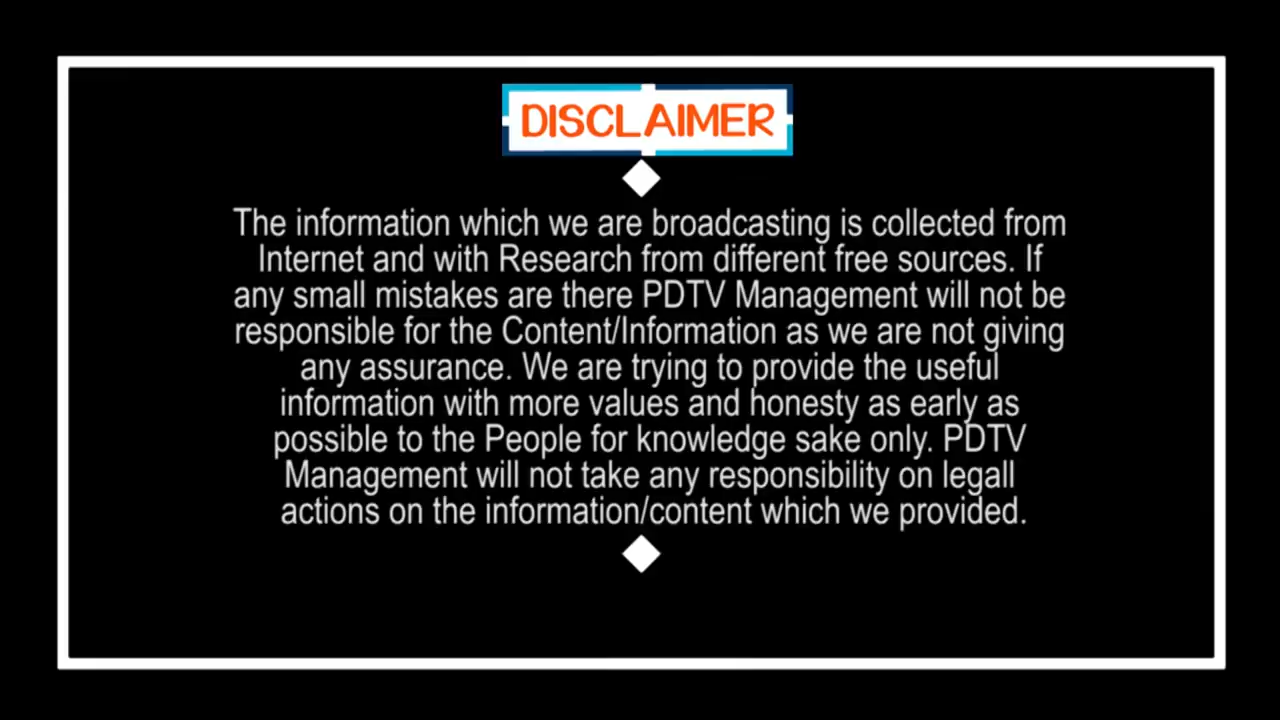 DISCLAIMER
The information which we are broadcasting is collected from
Internet and with Research from different free sources. If
any small mistakes are there PDTV Management will not be
responsible for the Content/Information as we are not giving
any assurance. We are trying to provide the useful
information with more values and honesty as early as
possible to the People for knowledge sake only. PDTV
Management will not take any responsibility on legall
actions on the information/content which we provided.